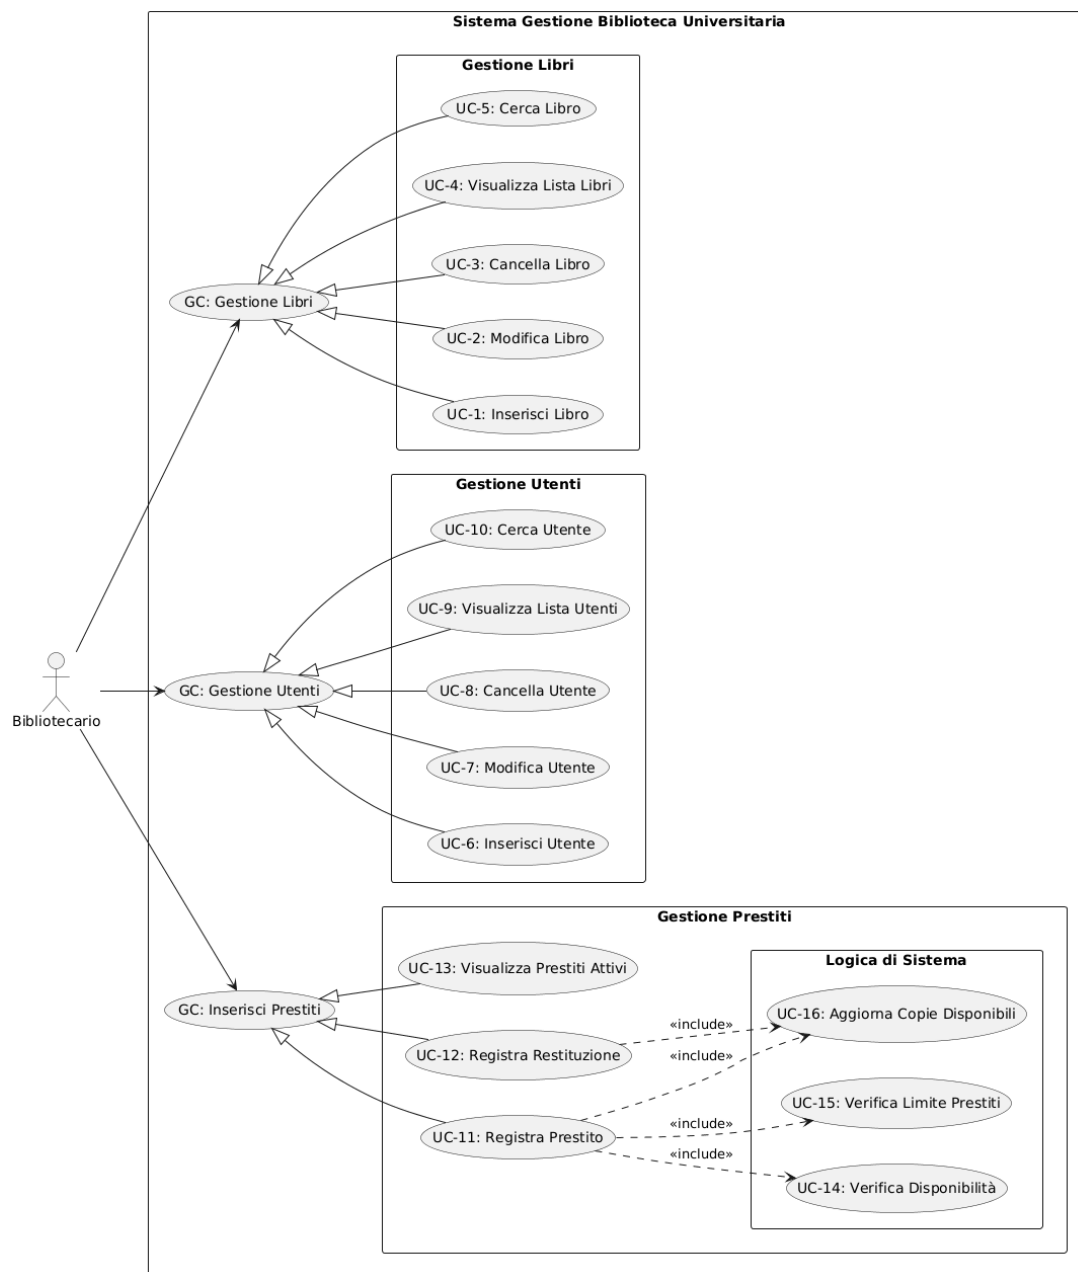 Sistema Gestione Biblioteca Universitaria
Gestione Libri
UC-5: Cerca Libro
UC-4: Visualizza Lista Libri
UC-3: Cancella Libro
GC: Gestione Libri
UC-2: Modifica Libro
UC-1: Inserisci Libro
Gestione Utenti
UC-10: Cerca Utente
UC-9: Visualizza Lista Utenti
UC-8: Cancella Utente
GC: Gestione Utenti
Bibliotecario
UC-7: Modifica Utente
UC-6: Inserisci Utente
Gestione Prestiti
Logica di Sistema
UC-13: Visualizza Prestiti Attivi
GC: Inserisci Prestiti
UC-16: Aggiorna Copie Disponibili
«include»
UC-12: Registra Restituzione
«include»
UC-15: Verifica Limite Prestiti
«include»
UC-11: Registra Prestito
«include»
UC-14: Verifica Disponibilità